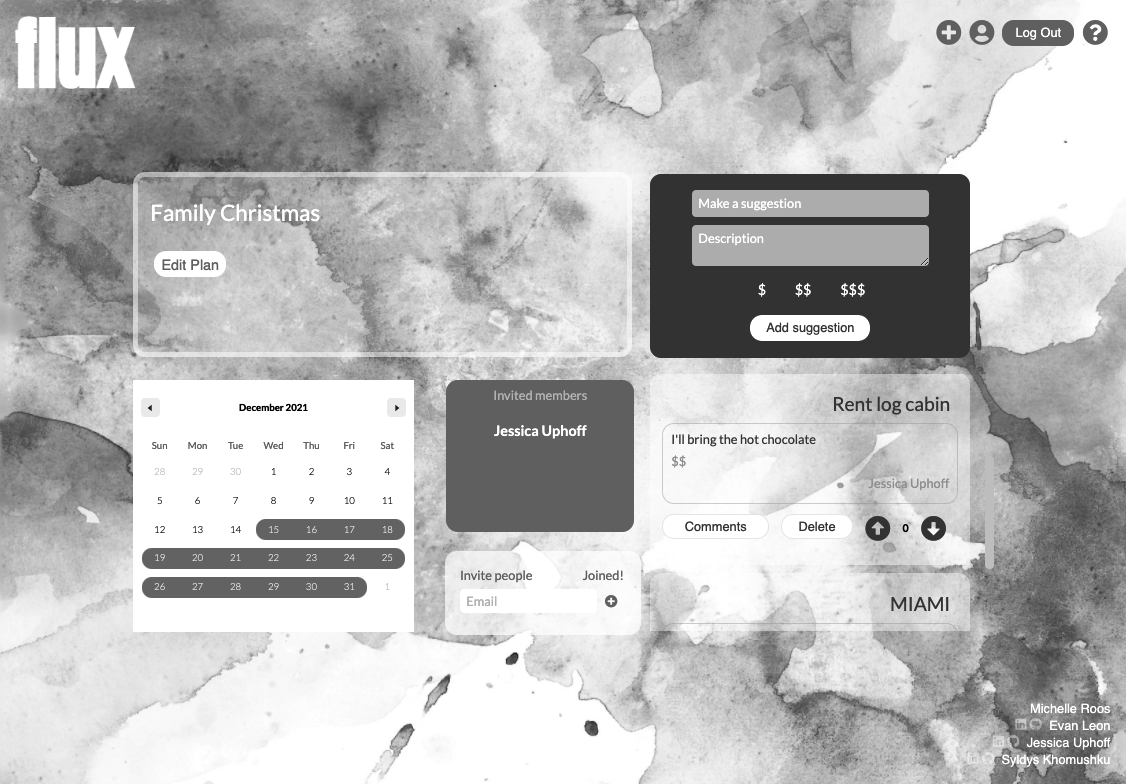 flux
Log Out
?
Family Christmas
Edit Plan
Make a suggestion
Description
$ $$ $$$
Add suggestion
December 2021
Sun Mon Tue Wed Thu Fri Sat
28 29 30 1 2 3 4
5 6 7 8 9 10 11
12 13 14 15 16 17 18
19 20 21 22 23 24 25
26 27 28 29 30 31 1
Invited members
Jessica Uphoff
Invite people Joined!
Email
Rent log cabin
I'll bring the hot chocolate
$$
Jessica Uphoff
Comments Delete 0
MIAMI
Michelle Roos
Evan Leon
Jessica Uphoff
Syldys Khomushku